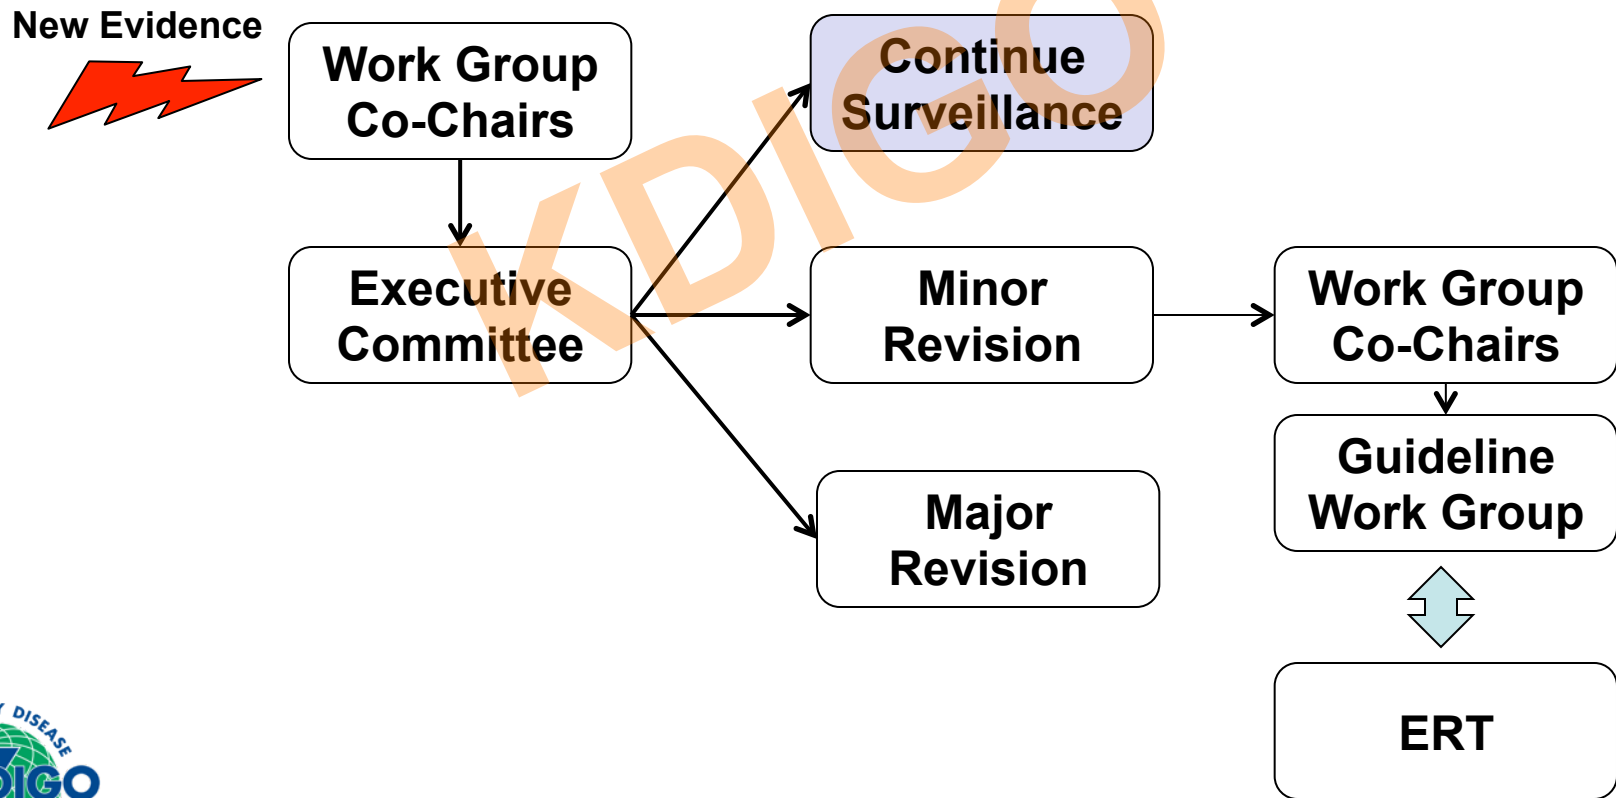 New Evidence
Work Group
Co-Chairs
Continue
Surveillance
Executive
Committee
Minor
Revision
Work Group
Co-Chairs
Guideline
Work Group
Major
Revision
ERT
KDIGO
DISEASE